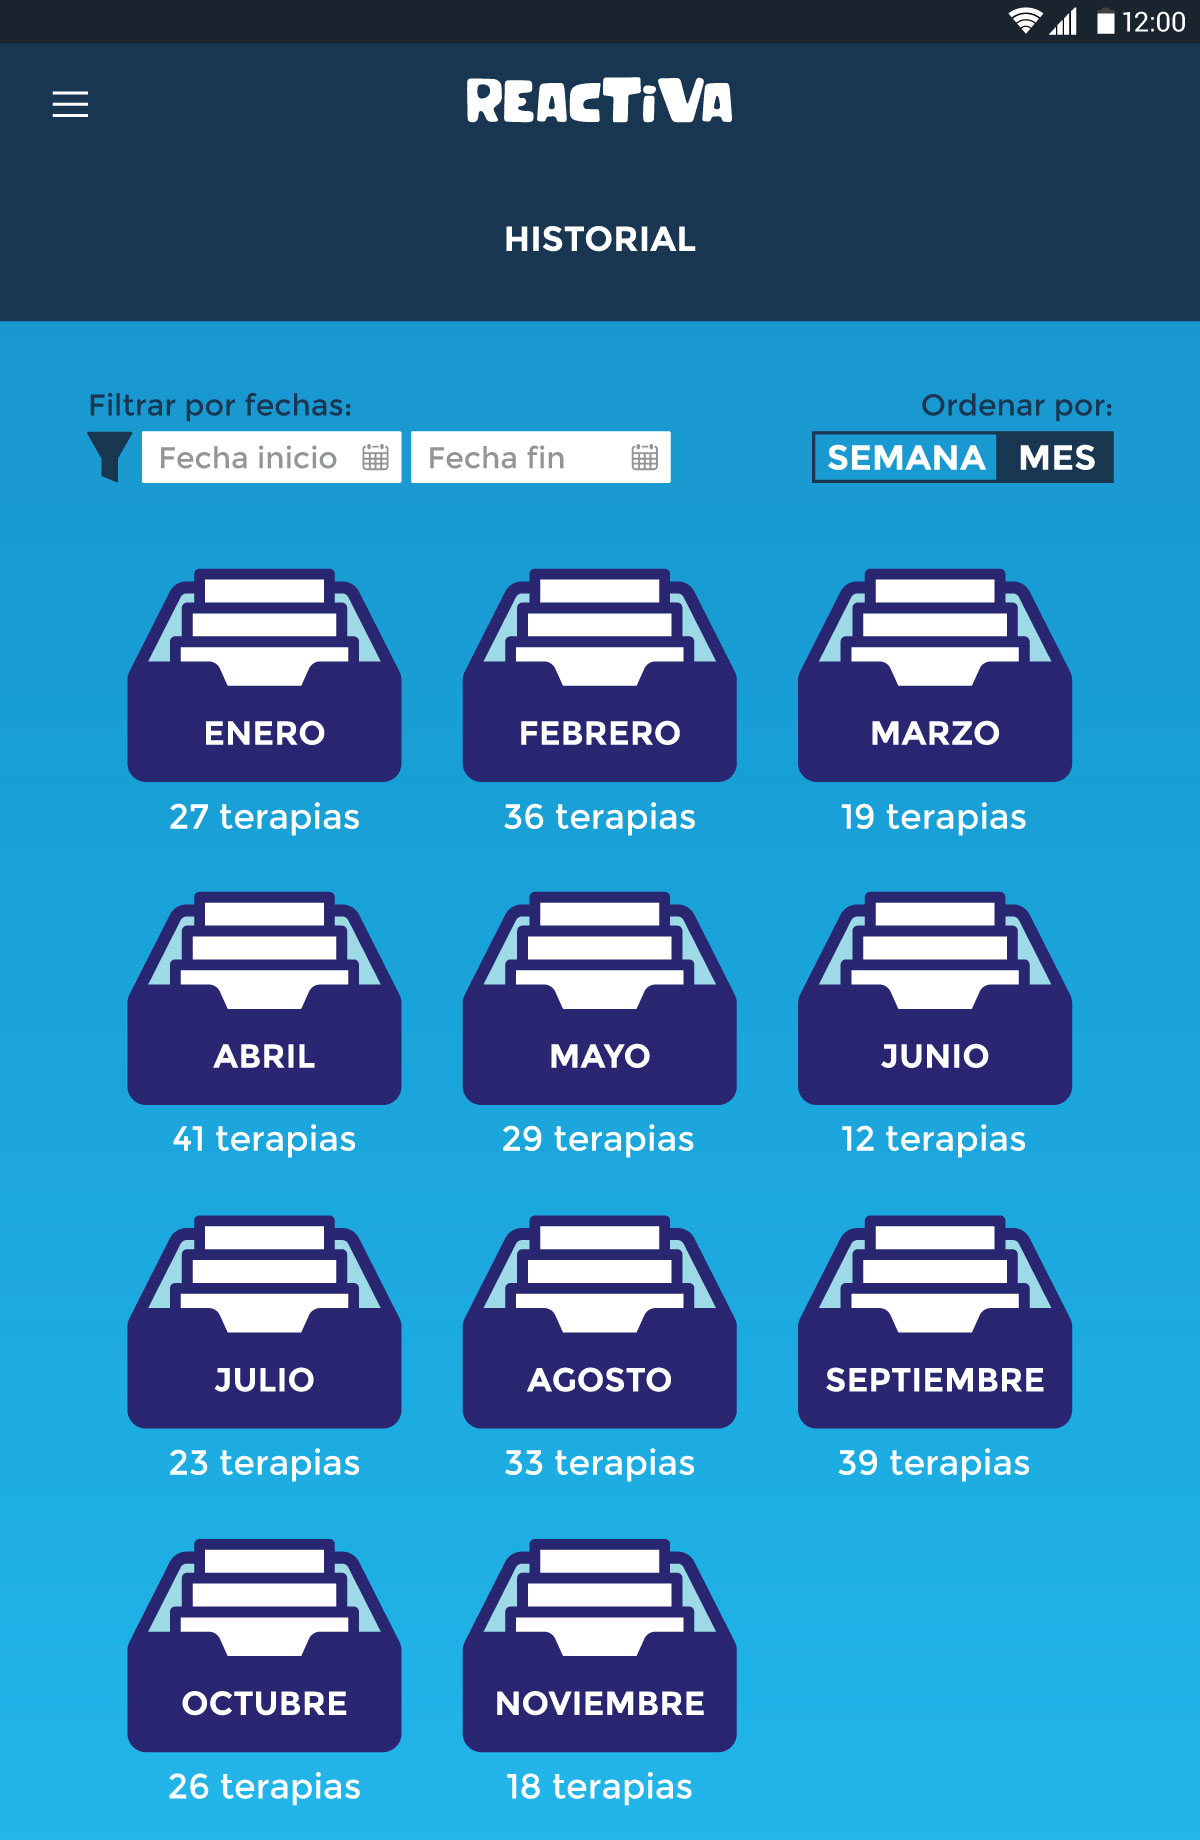 12:00
REACTIVA
HISTORIAL
Filtrar por fechas:
Ordenar por:
Fecha inicio
Fecha fin
SEMANA
MES
ENERO
FEBRERO
MARZO
27 terapias
36 terapias
19 terapias
ABRIL
MAYO
JUNIO
41 terapias
29 terapias
12 terapias
JULIO
AGOSTO
SEPTIEMBRE
23 terapias
33 terapias
39 terapias
OCTUBRE
NOVIEMBRE
26 terapias
18 terapias